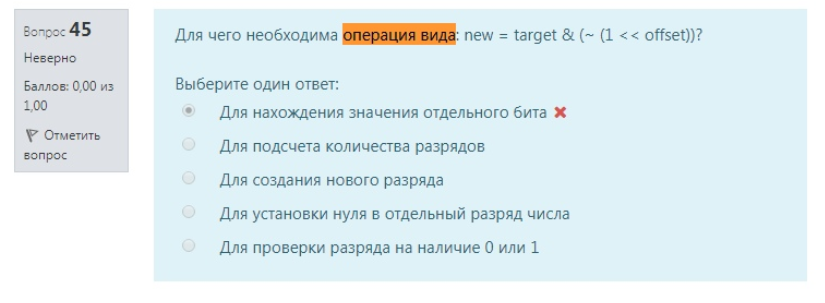 Вопрос 45
Неверно
Баллов: 0,00 из
1,00
Отметить
вопрос
Для чего необходима операция вида: new = target & (~ (1 << offset))?
Выберите один ответ:
Для нахождения значения отдельного бита
Для подсчета количества разрядов
Для создания нового разряда
Для установки нуля в отдельный разряд числа
Для проверки разряда на наличие 0 или 1